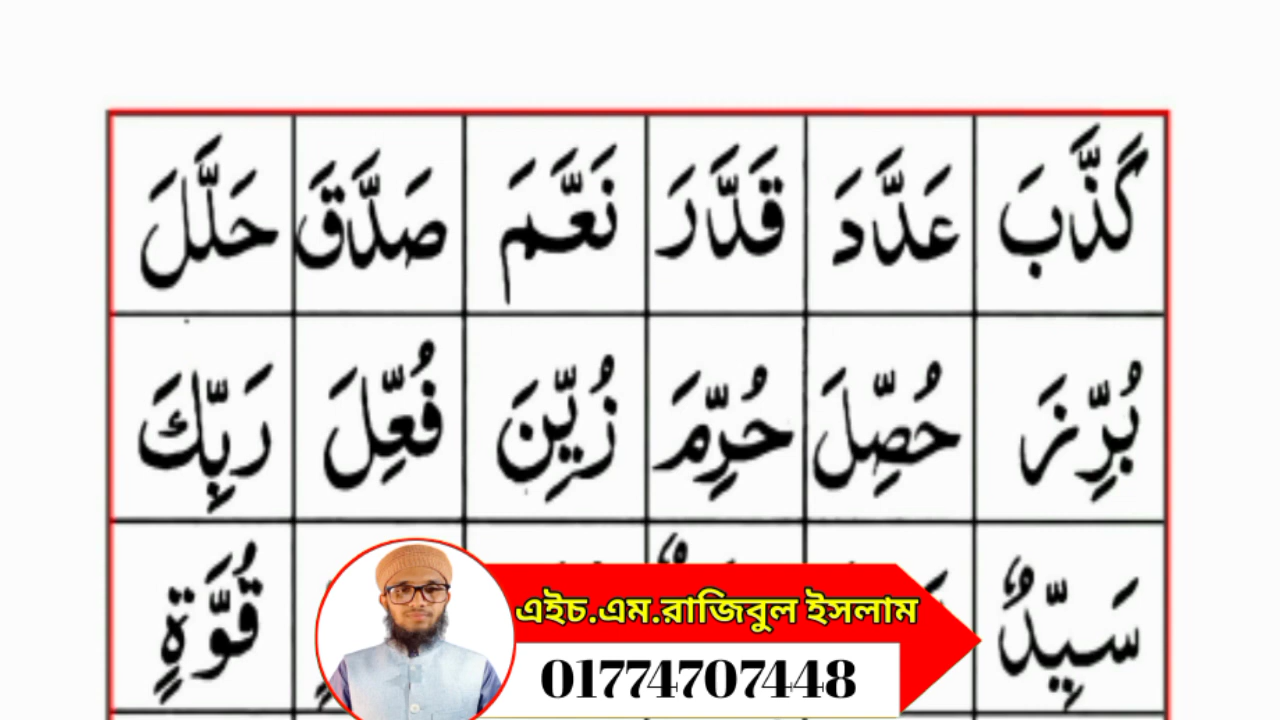 كَذَّبَ عَدَّدَ قَدَّرَ نَعَّمَ صَدَّقَ حَلَّلَ
بُرِّزَ حُصِّلَ حُرِّمَ زُيِّنَ فُعِّلَ رَبِّكَ
سَيِّدٌ قُوَّةٍ
এইচ.এম.রাজিবুল ইসলাম
01774707448